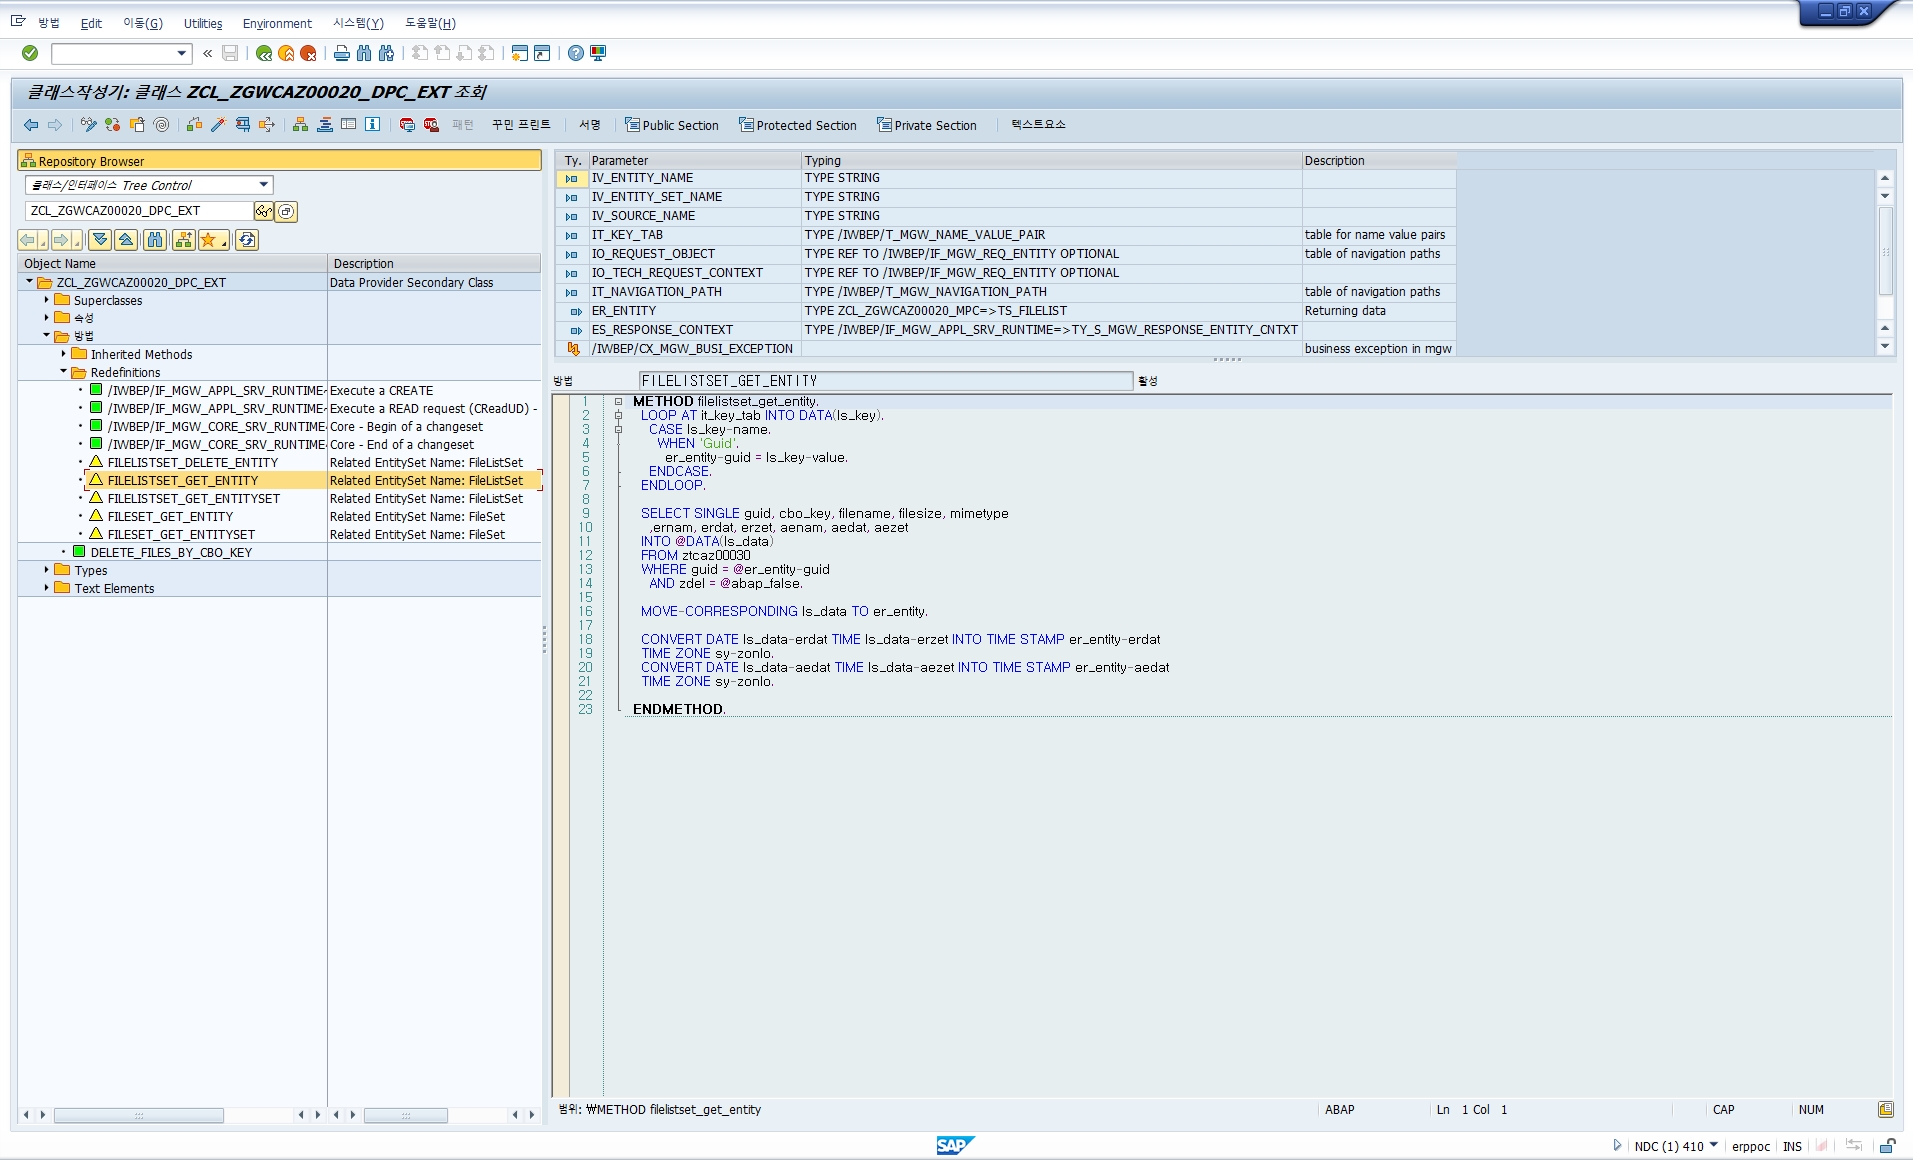 방법 Edit 이동(G) Utilities Environment 시스템(Y) 도움말(H)
클래스작성기: 클래스 ZCL_ZGWCAZ00020_DPC_EXT 조회
패턴 꾸민 프린트 서명 Public Section Protected Section Private Section 텍스트요소
Repository Browser
클래스/인터페이스 Tree Control
ZCL_ZGWCAZ00020_DPC_EXT
Object Name Description
ZCL_ZGWCAZ00020_DPC_EXT Data Provider Secondary Class
Superclasses
속성
방법
Inherited Methods
Redefinitions
/IWBEP/IF_MGW_APPL_SRV_RUNTIME~ Execute a CREATE
/IWBEP/IF_MGW_APPL_SRV_RUNTIME~ Execute a READ request (CReadUD) -
/IWBEP/IF_MGW_CORE_SRV_RUNTIME Core - Begin of a changeset
/IWBEP/IF_MGW_CORE_SRV_RUNTIME Core - End of a changeset
FILELISTSET_DELETE_ENTITY Related EntitySet Name: FileListSet
FILELISTSET_GET_ENTITY Related EntitySet Name: FileListSet
FILELISTSET_GET_ENTITYSET Related EntitySet Name: FileListSet
FILESET_GET_ENTITY Related EntitySet Name: FileSet
FILESET_GET_ENTITYSET Related EntitySet Name: FileSet
DELETE_FILES_BY_CBO_KEY
Types
Text Elements
Ty. Parameter Typing Description
IV_ENTITY_NAME TYPE STRING
IV_ENTITY_SET_NAME TYPE STRING
IV_SOURCE_NAME TYPE STRING
IT_KEY_TAB TYPE /IWBEP/T_MGW_NAME_VALUE_PAIR table for name value pairs
IO_REQUEST_OBJECT TYPE REF TO /IWBEP/IF_MGW_REQ_ENTITY OPTIONAL table of navigation paths
IO_TECH_REQUEST_CONTEXT TYPE REF TO /IWBEP/IF_MGW_REQ_ENTITY OPTIONAL
IT_NAVIGATION_PATH TYPE /IWBEP/T_MGW_NAVIGATION_PATH table of navigation paths
ER_ENTITY TYPE ZCL_ZGWCAZ00020_MPC=>TS_FILELIST Returning data
ES_RESPONSE_CONTEXT TYPE /IWBEP/IF_MGW_APPL_SRV_RUNTIME=>TY_S_MGW_RESPONSE_ENTITY_CNTXT
/IWBEP/CX_MGW_BUSI_EXCEPTION business exception in mgw
방법 FILELISTSET_GET_ENTITY 활성
1 METHOD filelistset_get_entity.
2 LOOP AT it_key_tab INTO DATA(ls_key).
3 CASE ls_key-name.
4 WHEN 'Guid'.
5 er_entity-guid = ls_key-value.
6 ENDCASE.
7 ENDLOOP.
8
9 SELECT SINGLE guid, cbo_key, filename, filesize, mimetype
10 ,ernam, erdat, erzet, aenam, aedat, aezet
11 INTO @DATA(ls_data)
12 FROM ztcaz00030
13 WHERE guid = @er_entity-guid
14 AND zdel = @abap_false.
15
16 MOVE-CORRESPONDING ls_data TO er_entity.
17
18 CONVERT DATE ls_data-erdat TIME ls_data-erzet INTO TIME STAMP er_entity-erdat
19 TIME ZONE sy-zonlo.
20 CONVERT DATE ls_data-aedat TIME ls_data-aezet INTO TIME STAMP er_entity-aedat
21 TIME ZONE sy-zonlo.
22
23 ENDMETHOD.
범위: ₩METHOD filelistset_get_entity ABAP Ln 1 Col 1 CAP NUM
SAP NDC (1) 410 erppoc INS